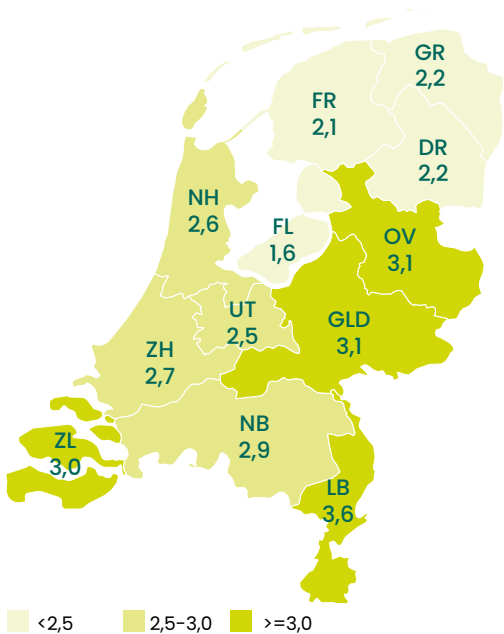 GR
2,2
FR
2,1
DR
2,2
NH
2,6
FL
1,6
OV
3,1
UT
2,5
GLD
3,1
ZH
2,7
NB
2,9
ZL
3,0
LB
3,6
<2,5
2,5-3,0
>=3,0